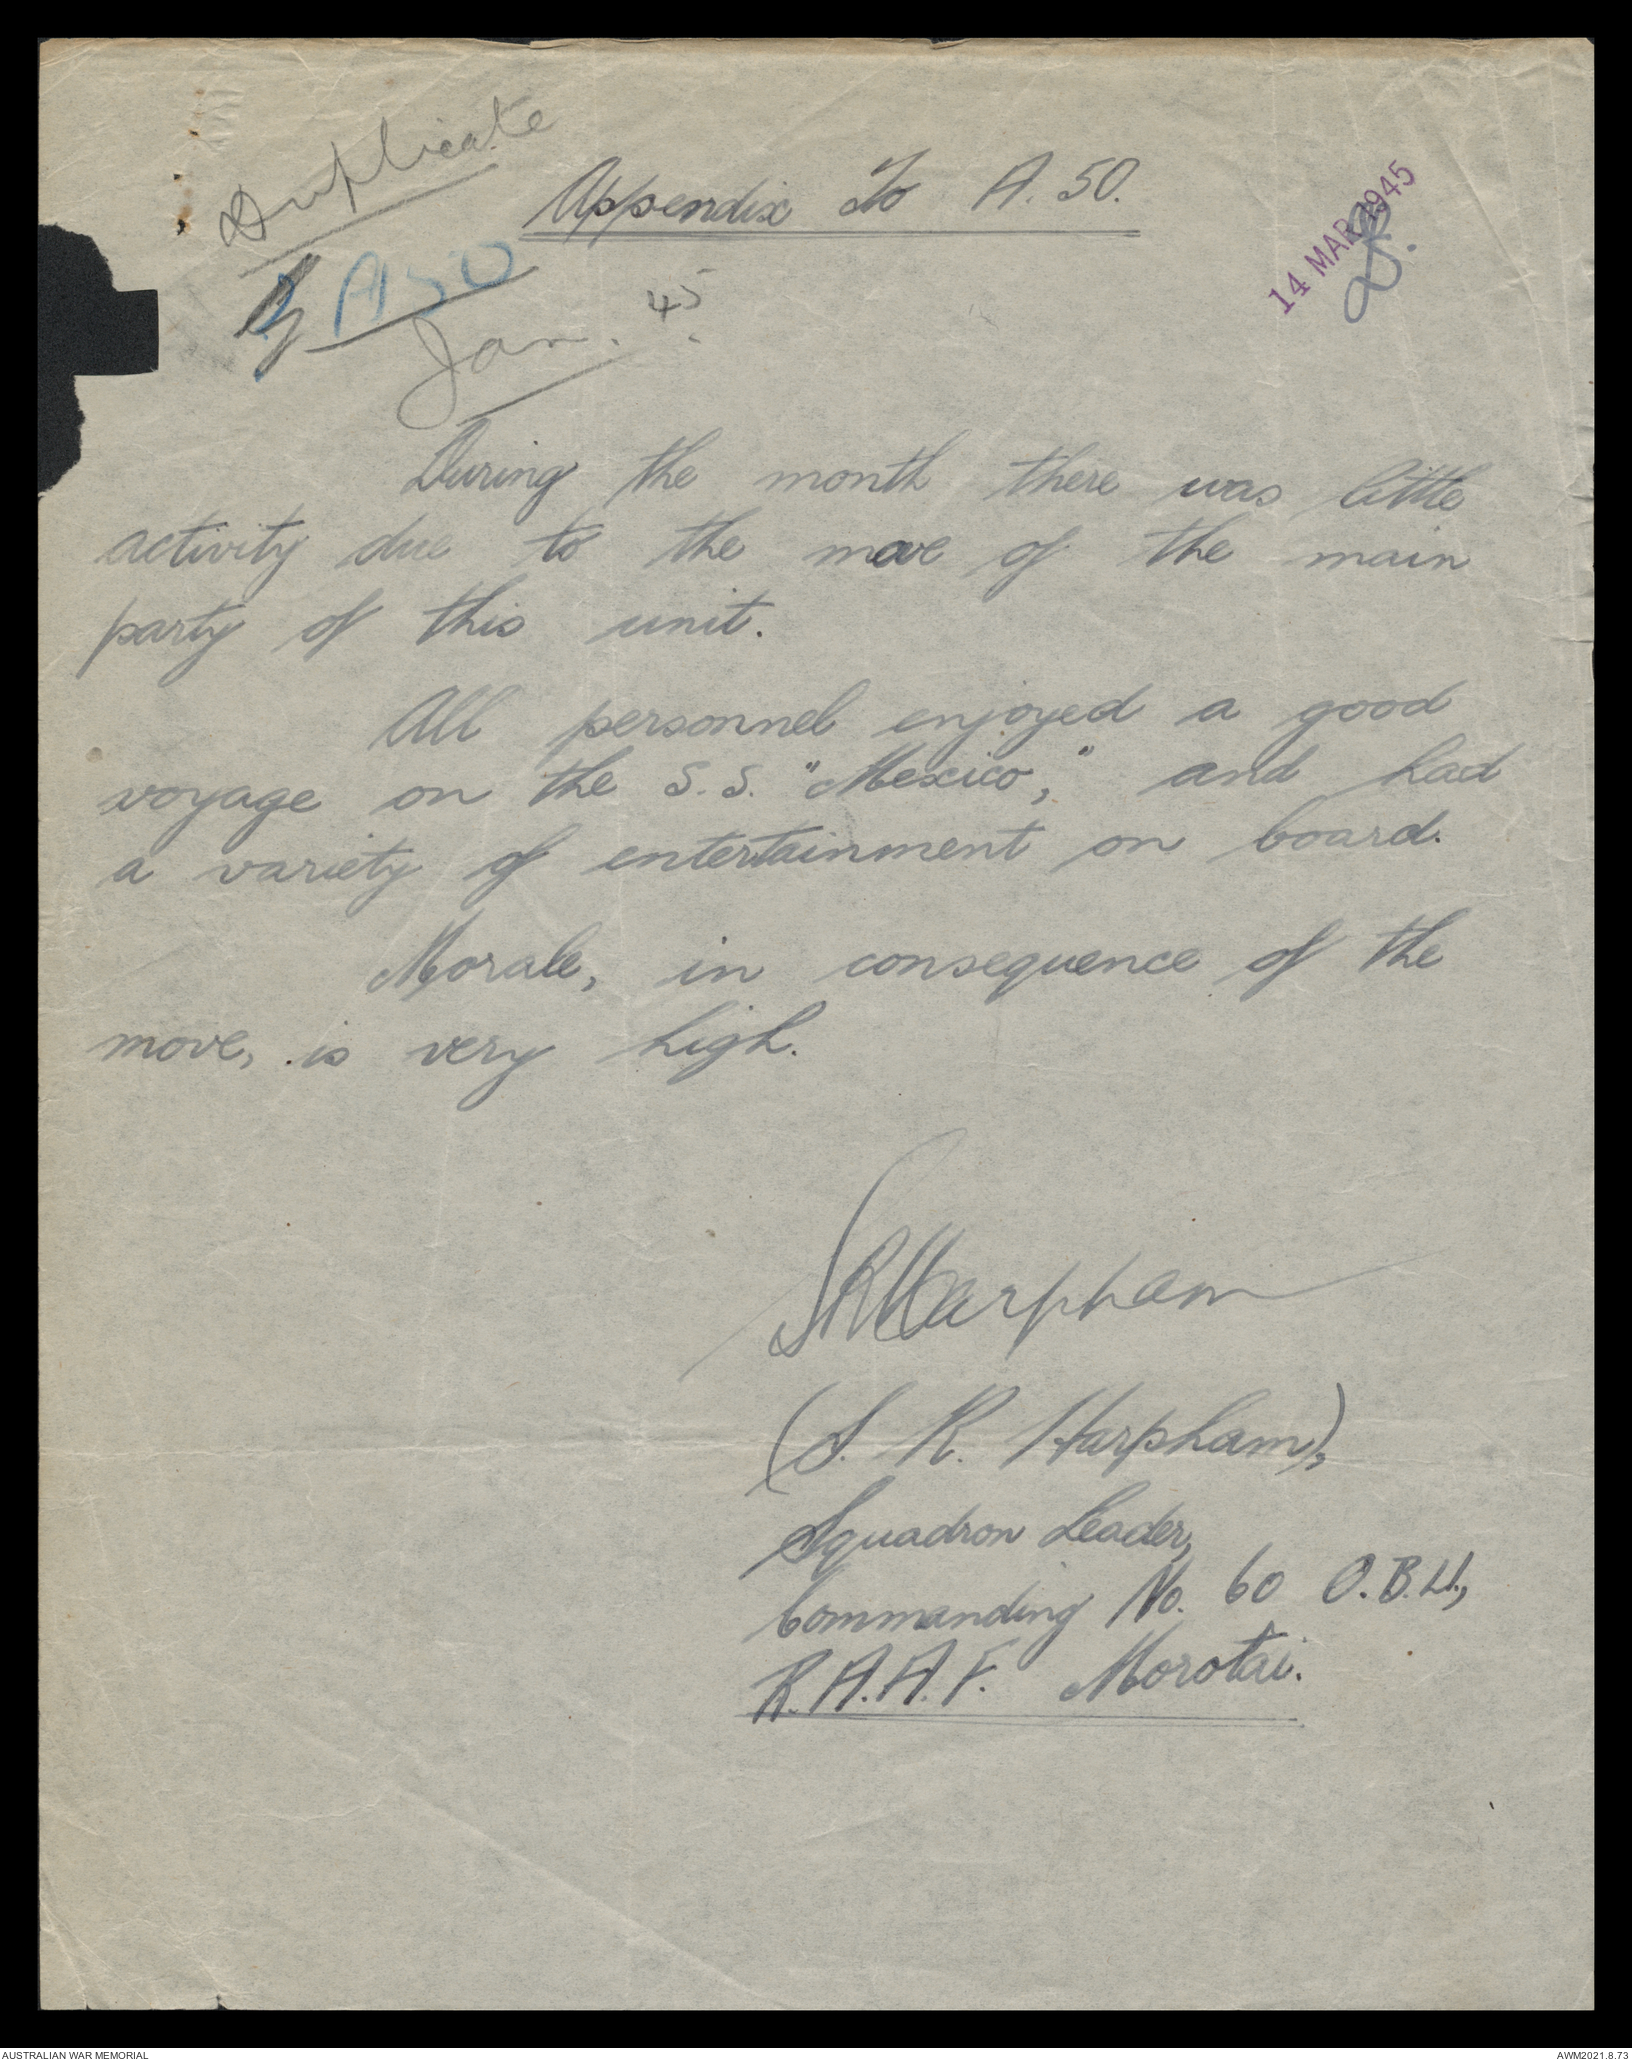 Duplicate
Appendix To A.50.
14 MAR 1945
A50
Jan. 45
During the month there was little
activity due to the move of the main
party of this unit.
All personnel enjoyed a good
voyage on the S.S. "Mexico," and had
a variety of entertainment on board.
Morale, in consequence of the
move, is very high.
SRHarpham
(S. R. Harpham),
Squadron Leader,
Commanding No. 60 O.B.U.,
R.A.A.F. Morotai.
AUSTRALIAN WAR MEMORIAL
AWM2021.8.73